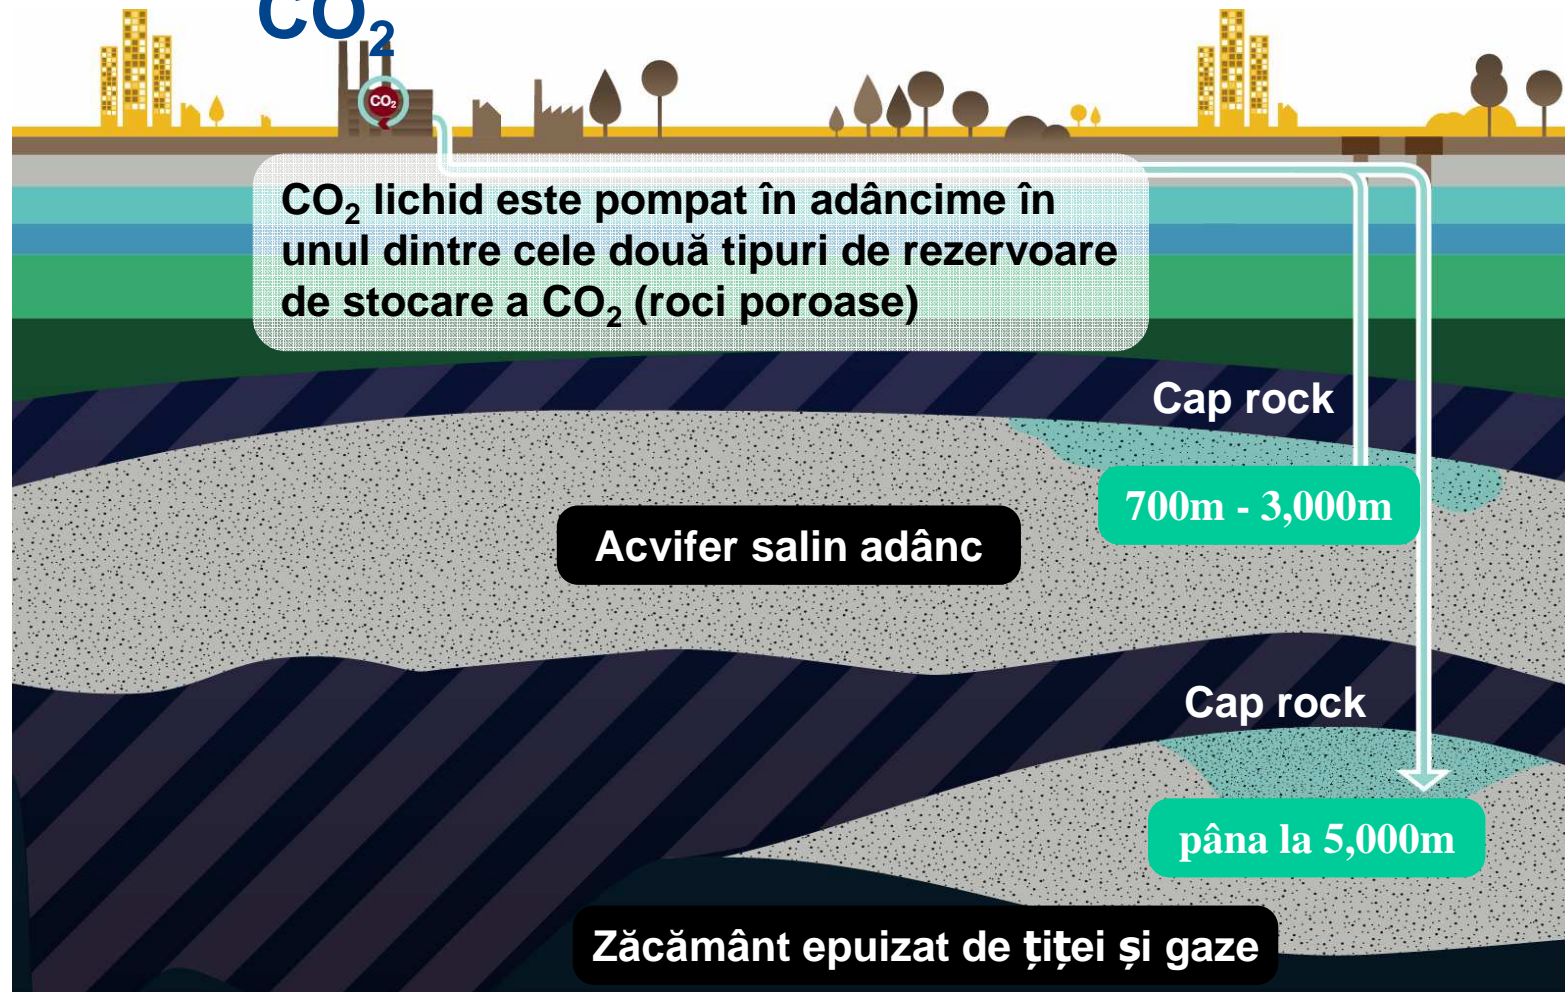 CO₂
CO₂
CO₂ lichid este pompat în adâncime în
unul dintre cele două tipuri de rezervoare
de stocare a CO₂ (roci poroase)
Cap rock
700m - 3,000m
Acvifer salin adânc
Cap rock
pâna la 5,000m
Zăcământ epuizat de țiței și gaze